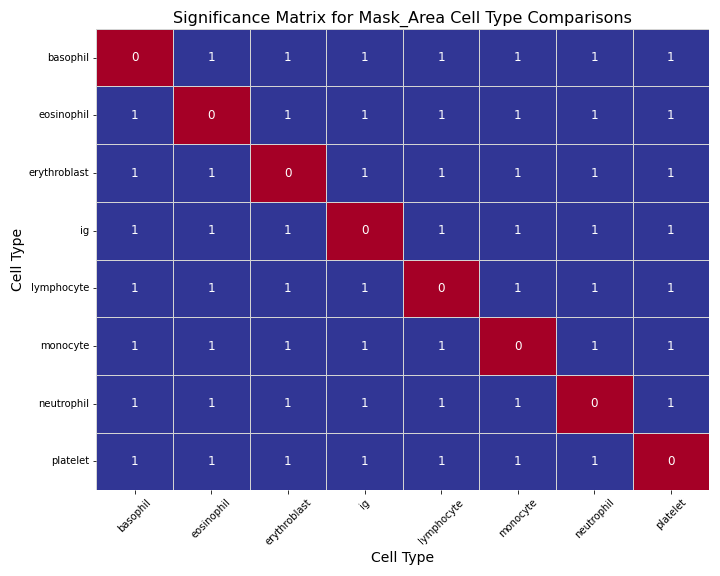 Significance Matrix for Mask_Area Cell Type Comparisons
Cell Type
basophil 0 1 1 1 1 1 1 1
eosinophil 1 0 1 1 1 1 1 1
erythroblast 1 1 0 1 1 1 1 1
ig 1 1 1 0 1 1 1 1
lymphocyte 1 1 1 1 0 1 1 1
monocyte 1 1 1 1 1 0 1 1
neutrophil 1 1 1 1 1 1 0 1
platelet 1 1 1 1 1 1 1 0
basophil eosinophil erythroblast ig lymphocyte monocyte neutrophil platelet
Cell Type